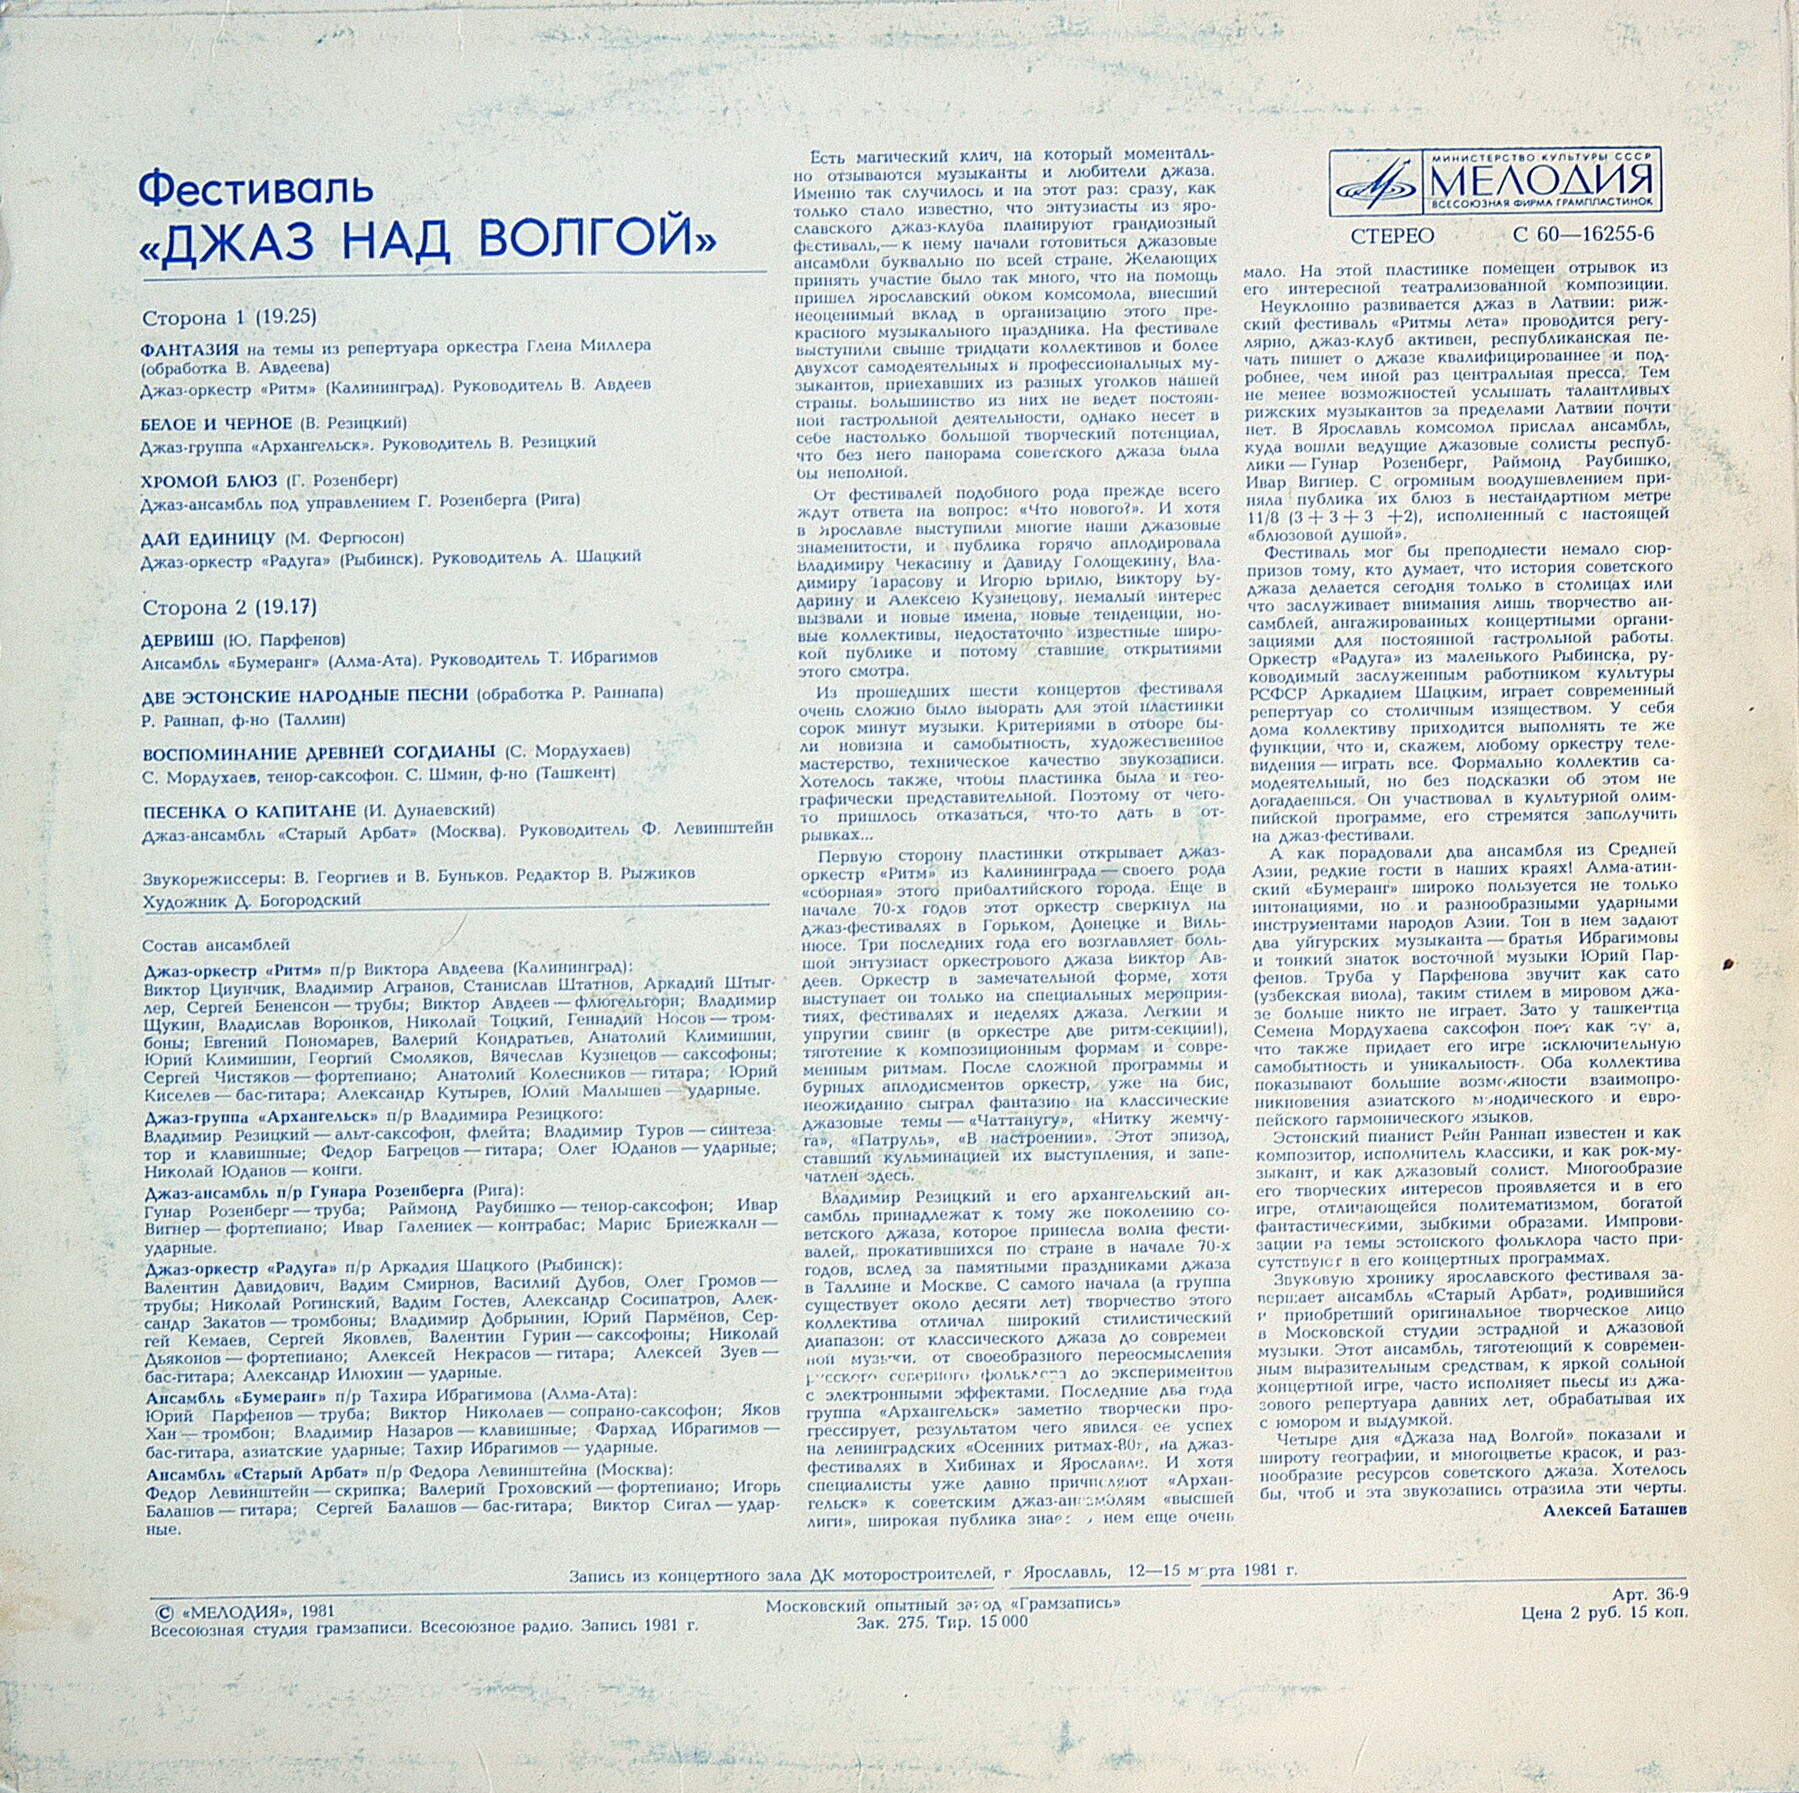 Фестиваль
«ДЖАЗ НАД ВОЛГОЙ»
Сторона 1 (19.25)
ФАНТАЗИЯ на темы из репертуара оркестра Глена Миллера
(обработка В. Авдеева)
Джаз-оркестр «Ритм» (Калининград). Руководитель В. Авдеев
БЕЛОЕ И ЧЕРНОЕ (В. Резицкий)
Джаз-группа «Архангельск». Руководитель В. Резицкий
ХРОМОЙ БЛЮЗ (Г. Розенберг)
Джаз-ансамбль под управлением Г. Розенберга (Рига)
ДАЙ ЕДИНИЦУ (М. Фергюсон)
Джаз-оркестр «Радуга» (Рыбинск). Руководитель А. Шацкий
Сторона 2 (19.17)
ДЕРВИШ (Ю. Парфенов)
Ансамбль «Бумеранг» (Алма-Ата). Руководитель Т. Ибрагимов
ДВЕ ЭСТОНСКИЕ НАРОДНЫЕ ПЕСНИ (обработка Р. Раннапа)
Р. Раннап, ф-но (Таллин)
ВОСПОМИНАНИЕ ДРЕВНЕЙ СОГДИАНЫ (С. Мордухаев)
С. Мордухаев, тенор-саксофон. С. Шмин, ф-но (Ташкент)
ПЕСЕНКА О КАПИТАНЕ (И. Дунаевский)
Джаз-ансамбль «Старый Арбат» (Москва). Руководитель Ф. Левинштейн
Звукорежиссеры: В. Георгиев и В. Буньков. Редактор В. Рыжиков
Художник Д. Богородский
Состав ансамблей
Джаз-оркестр «Ритм» п/р Виктора Авдеева (Калининград):
Виктор Циунчик, Владимир Агранов, Станислав Штатнов, Аркадий Штыг-
лер, Сергей Бененсон — трубы; Виктор Авдеев — флюгельгорн; Владимир
Щукин, Владислав Воронков, Николай Тоцкий, Геннадий Носов — тром-
боны; Евгений Пономарев, Валерий Кондратьев, Анатолий Климишин,
Юрий Климишин, Георгий Смоляков, Вячеслав Кузнецов — саксофоны;
Сергей Чистяков — фортепиано; Анатолий Колесников — гитара; Юрий
Киселев — бас-гитара; Александр Кутырев, Юлий Малышев — ударные.
Джаз-группа «Архангельск» п/р Владимира Резицкого:
Владимир Резицкий — альт-саксофон, флейта; Владимир Туров — синтеза-
тор и клавишные; Федор Багрецов — гитара; Олег Юданов — ударные;
Николай Юданов — конги.
Джаз-ансамбль п/р Гунара Розенберга (Рига):
Гунар Розенберг — труба; Раймонд Раубишко — тенор-саксофон; Ивар
Вигнер — фортепиано; Ивар Галениек — контрабас; Марис Бриежкалн —
ударные.
Джаз-оркестр «Радуга» п/р Аркадия Шацкого (Рыбинск):
Валентин Давидович, Вадим Смирнов, Василий Дубов, Олег Громов —
трубы; Николай Рогинский, Вадим Гостев, Александр Сосипатров, Алек-
сандр Закатов — тромбоны; Владимир Добрынин, Юрий Парменов, Сер-
гей Кемаев, Сергей Яковлев, Валентин Гурин — саксофоны; Николай
Дьяконов — фортепиано; Алексей Некрасов — гитара; Алексей Зуев —
бас-гитара; Александр Илюхин — ударные.
Ансамбль «Бумеранг» п/р Тахира Ибрагимова (Алма-Ата):
Юрий Парфенов — труба; Виктор Николаев — сопрано-саксофон; Яков
Хан — тромбон; Владимир Назаров — клавишные; Фархад Ибрагимов —
бас-гитара, азиатские ударные; Тахир Ибрагимов — ударные.
Ансамбль «Старый Арбат» п/р Федора Левинштейна (Москва):
Федор Левинштейн — скрипка; Валерий Гроховский — фортепиано; Игорь
Балашов — гитара; Сергей Балашов — бас-гитара; Виктор Сигал — удар-
ные.
Есть магический клич, на который моменталь-
но отзываются музыканты и любители джаза.
Именно так случилось и на этот раз: сразу, как
только стало известно, что энтузиасты из яро-
славского джаз-клуба планируют грандиозный
фестиваль,— к нему начали готовиться джазовые
ансамбли буквально по всей стране. Желающих
принять участие было так много, что на помощь
пришел Ярославский обком комсомола, внесший
неоценимый вклад в организацию этого пре-
красного музыкального праздника. На фестивале
выступили свыше тридцати коллективов и более
двухсот самодеятельных и профессиональных му-
зыкантов, приехавших из разных уголков нашей
страны. Большинство из них не ведет постоян-
ной гастрольной деятельности, однако несет в
себе настолько большой творческий потенциал,
что без него панорама советского джаза была
бы неполной.
От фестивалей подобного рода прежде всего
ждут ответа на вопрос: «Что нового?». И хотя
в Ярославле выступили многие наши джазовые
знаменитости, и публика горячо аплодировала
Владимиру Чекасину и Давиду Голощекину, Вла-
димиру Тарасову и Игорю Брилю, Виктору Бу-
дарину и Алексею Кузнецову, немалый интерес
вызвали и новые имена, новые тенденции, но-
вые коллективы, недостаточно известные широ-
кой публике и потому ставшие открытиями
этого смотра.
Из прошедших шести концертов фестиваля
очень сложно было выбрать для этой пластинки
сорок минут музыки. Критериями в отборе бы-
ли новизна и самобытность, художественное
мастерство, техническое качество звукозаписи.
Хотелось также, чтобы пластинка была и гео-
графически представительной. Поэтому от чего-
то пришлось отказаться, что-то дать в от-
рывках...
Первую сторону пластинки открывает джаз-
оркестр «Ритм» из Калининграда — своего рода
«сборная» этого прибалтийского города. Еще в
начале 70-х годов этот оркестр сверкнул на
джаз-фестивалях в Горьком, Донецке и Виль-
нюсе. Три последних года его возглавляет боль-
шой энтузиаст оркестрового джаза Виктор Ав-
деев. Оркестр в замечательной форме, хотя
выступает он только на специальных мероприя-
тиях, фестивалях и неделях джаза. Легкий и
упругий свинг (в оркестре две ритм-секции!),
тяготение к композиционным формам и совре-
менным ритмам. После сложной программы и
бурных аплодисментов оркестр, уже на бис,
неожиданно сыграл фантазию на классические
джазовые темы — «Чаттанугу», «Нитку жемчу-
га», «Патруль», «В настроении». Этот эпизод,
ставший кульминацией их выступления, и запе-
чатлен здесь.
Владимир Резицкий и его архангельский ан-
самбль принадлежат к тому же поколению со-
ветского джаза, которое принесла волна фести-
валей, прокатившихся по стране в начале 70-х
годов, вслед за памятными праздниками джаза
в Таллине и Москве. С самого начала (а группа
существует около десяти лет) творчество этого
коллектива отличал широкий стилистический
диапазон: от классического джаза до современ
ной музыки, от своеобразного переосмысления
русского северного фольклора до экспериментов
с электронными эффектами. Последние два года
группа «Архангельск» заметно творчески про-
грессирует, результатом чего явился ее успех
на ленинградских «Осенних ритмах-80», на джаз-
фестивалях в Хибинах и Ярославле. И хотя
специалисты уже давно причисляют «Архан-
гельск» к советским джаз-ансамблям «высшей
лиги», широкая публика знает о нем еще очень
МИНИСТЕРСТВО КУЛЬТУРЫ СССР
МЕЛОДИЯ
ВСЕСОЮЗНАЯ ФИРМА ГРАМПЛАСТИНОК
СТЕРЕО С 60—16255-6
мало. На этой пластинке помещен отрывок из
его интересной театрализованной композиции.
Неуклонно развивается джаз в Латвии: риж-
ский фестиваль «Ритмы лета» проводится регу-
лярно, джаз-клуб активен, республиканская пе-
чать пишет о джазе квалифицированнее и под-
робнее, чем иной раз центральная пресса. Тем
не менее возможностей услышать талантливых
рижских музыкантов за пределами Латвии почти
нет. В Ярославль комсомол прислал ансамбль,
куда вошли ведущие джазовые солисты респуб-
лики — Гунар Розенберг, Раймонд Раубишко,
Ивар Вигнер. С огромным воодушевлением при-
няла публика их блюз в нестандартном метре
11/8 (3+3+3 +2), исполненный с настоящей
«блюзовой душой».
Фестиваль мог бы преподнести немало сюр-
призов тому, кто думает, что история советского
джаза делается сегодня только в столицах или
что заслуживает внимания лишь творчество ан-
самблей, ангажированных концертными органи-
зациями для постоянной гастрольной работы.
Оркестр «Радуга» из маленького Рыбинска, ру-
ководимый заслуженным работником культуры
РСФСР Аркадием Шацким, играет современный
репертуар со столичным изяществом. У себя
дома коллективу приходится выполнять те же
функции, что и, скажем, любому оркестру теле-
видения — играть все. Формально коллектив са-
модеятельный, но без подсказки об этом не
догадаешься. Он участвовал в культурной олим-
пийской программе, его стремятся заполучить
на джаз-фестивали.
А как порадовали два ансамбля из Средней
Азии, редкие гости в наших краях! Алма-атин-
ский «Бумеранг» широко пользуется не только
интонациями, но и разнообразными ударными
инструментами народов Азии. Тон в нем задают
два уйгурских музыканта — братья Ибрагимовы
и тонкий знаток восточной музыки Юрий Пар-
фенов. Труба у Парфенова звучит как сато
(узбекская виола), таким стилем в мировом джа-
зе больше никто не играет. Зато у ташкентца
Семена Мордухаева саксофон поет как
что также придает его игре исключительную
самобытность и уникальность. Оба коллектива
показывают большие возможности взаимопро-
никновения азиатского монодического и евро-
пейского гармонического языков.
Эстонский пианист Рейн Раннап известен и как
композитор, исполнитель классики, и как рок-му-
зыкант, и как джазовый солист. Многообразие
его творческих интересов проявляется и в его
игре, отличающейся политематизмом, богатой
фантастическими, зыбкими образами. Импрови-
зации на темы эстонского фольклора часто при-
сутствуют в его концертных программах.
Звуковую хронику ярославского фестиваля за-
вершает ансамбль «Старый Арбат», родившийся
и приобретший оригинальное творческое лицо
в Московской студии эстрадной и джазовой
музыки. Этот ансамбль, тяготеющий к современ-
ным выразительным средствам, к яркой сольной
концертной игре, часто исполняет пьесы из джа-
зового репертуара давних лет, обрабатывая их
с юмором и выдумкой.
Четыре дня «Джаза над Волгой» показали и
широту географии, и многоцветье красок, и раз-
нообразие ресурсов советского джаза. Хотелось
бы, чтоб и эта звукозапись отразила эти черты.
Алексей Баташев
Запись из концертного зала ДК моторостроителей, г Ярославль, 12—15 марта 1981 г.
© «МЕЛОДИЯ», 1981
Всесоюзная студия грамзаписи. Всесоюзное радио. Запись 1981 г.
Московский опытный завод «Грамзапись»
Зак. 275. Тир. 15 000
Арт. 36-9
Цена 2 руб. 15 коп.